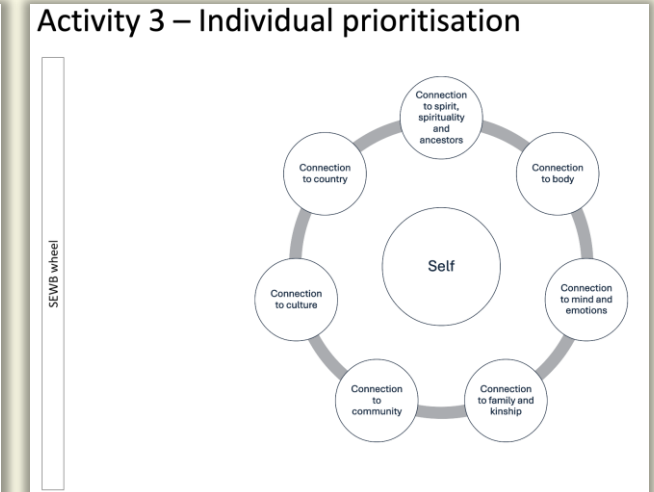 Activity 3 – Individual prioritisation
SEWB wheel
Connection
to spirit,
spirituality
and
ancestors
Connection
to body
Connection
to mind and
emotions
Connection
to family and
kinship
Connection
to
community
Connection
to culture
Connection
to country
Self